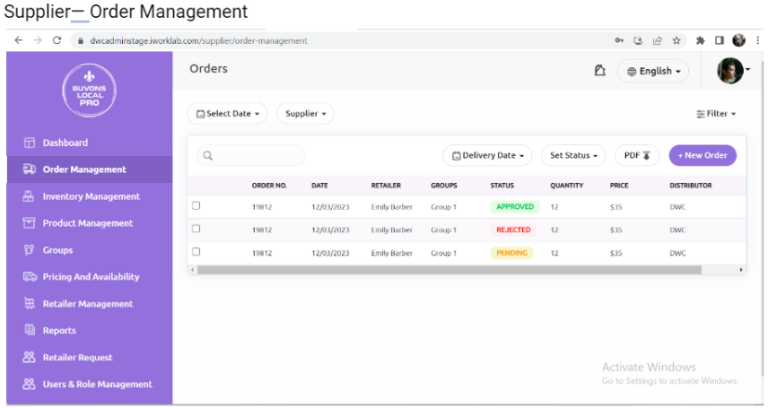 Supplier— Order Management
dwcadminstage.iworklab.com/supplier/order-management
BUVONS
LOCAL
PRO
Orders
English
Select Date
Supplier
Filter
Dashboard
Order Management
Inventory Management
Product Management
Groups
Pricing And Availability
Retailer Management
Reports
Retailer Request
Users & Role Management
Delivery Date
Set Status
PDF
+ New Order
ORDER NO. DATE RETAILER GROUPS STATUS QUANTITY PRICE DISTRIBUTOR
19812 12/03/2023 Emily Barber Group 1 APPROVED 12 $35 DWC
19812 12/03/2023 Emily Barber Group 1 REJECTED 12 $35 DWC
19812 12/03/2023 Emily Barber Group 1 PENDING 12 $35 DWC
Activate Windows
Go to Settings to activate Windows.